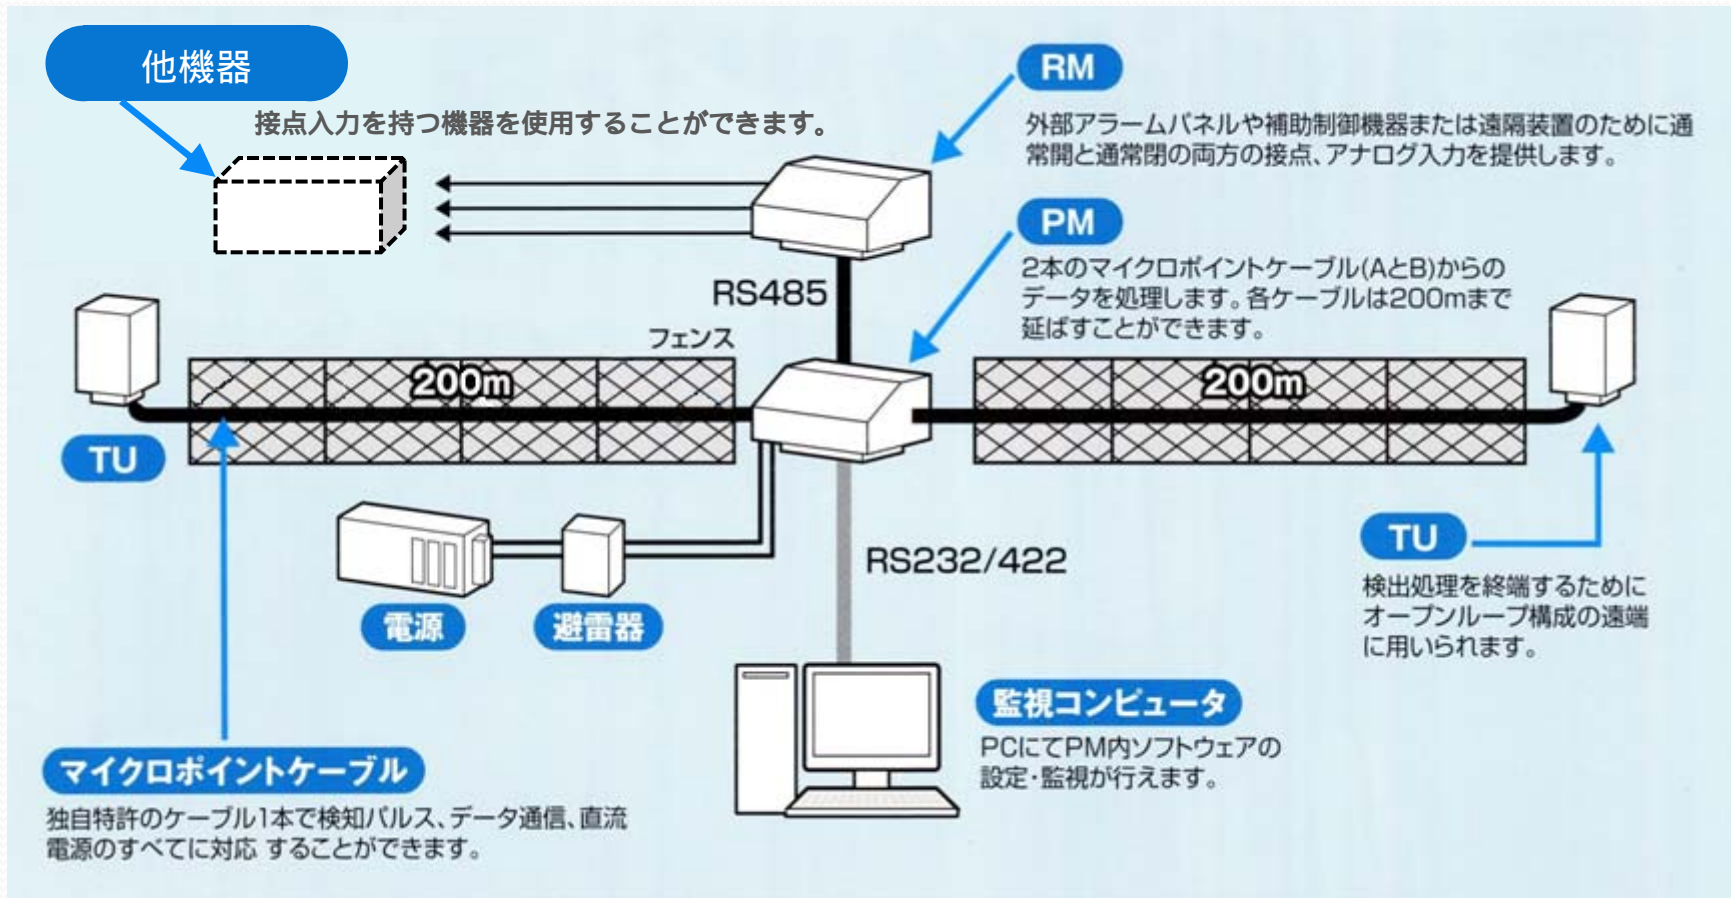 他機器
接点入力を持つ機器を使用することができます。
RM
外部アラームパネルや補助制御機器または遠隔装置のために通
常開と通常閉の両方の接点、アナログ入力を提供します。
PM
2本のマイクロポイントケーブル(AとB)からの
データを処理します。各ケーブルは200mまで
延ばすことができます。
RS485
フェンス
200m
200m
TU
RS232/422
電源
避雷器
TU
検出処理を終端するために
オープンループ構成の遠端
に用いられます。
監視コンピュータ
PCにてPM内ソフトウェアの
設定・監視が行えます。
マイクロポイントケーブル
独自特許のケーブル1本で検知パルス、データ通信、直流
電源のすべてに対応 することができます。